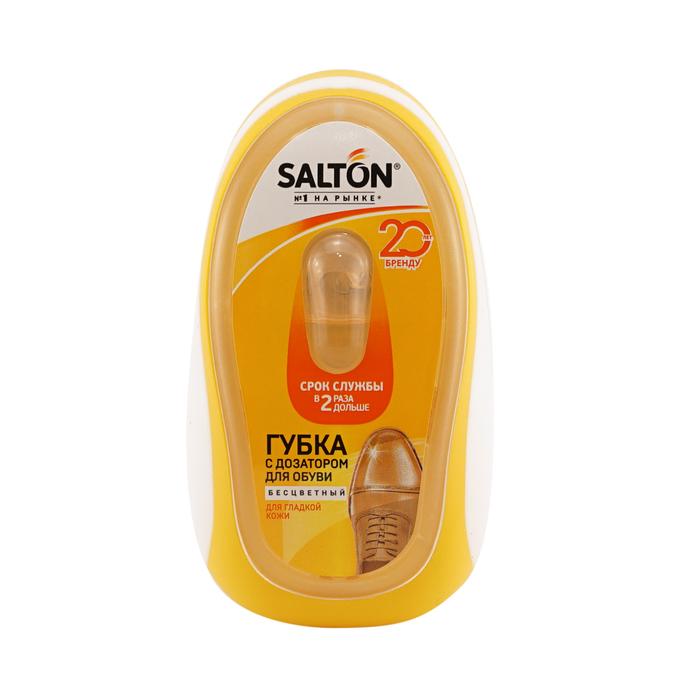 SALTON®
№1 НА РЫНКЕ*
20 ЛЕТ
БРЕНДУ
СРОК СЛУЖБЫ
В 2 РАЗА
ДОЛЬШЕ
ГУБКА
С ДОЗАТОРОМ
ДЛЯ ОБУВИ
БЕСЦВЕТНЫЙ
ДЛЯ ГЛАДКОЙ
КОЖИ